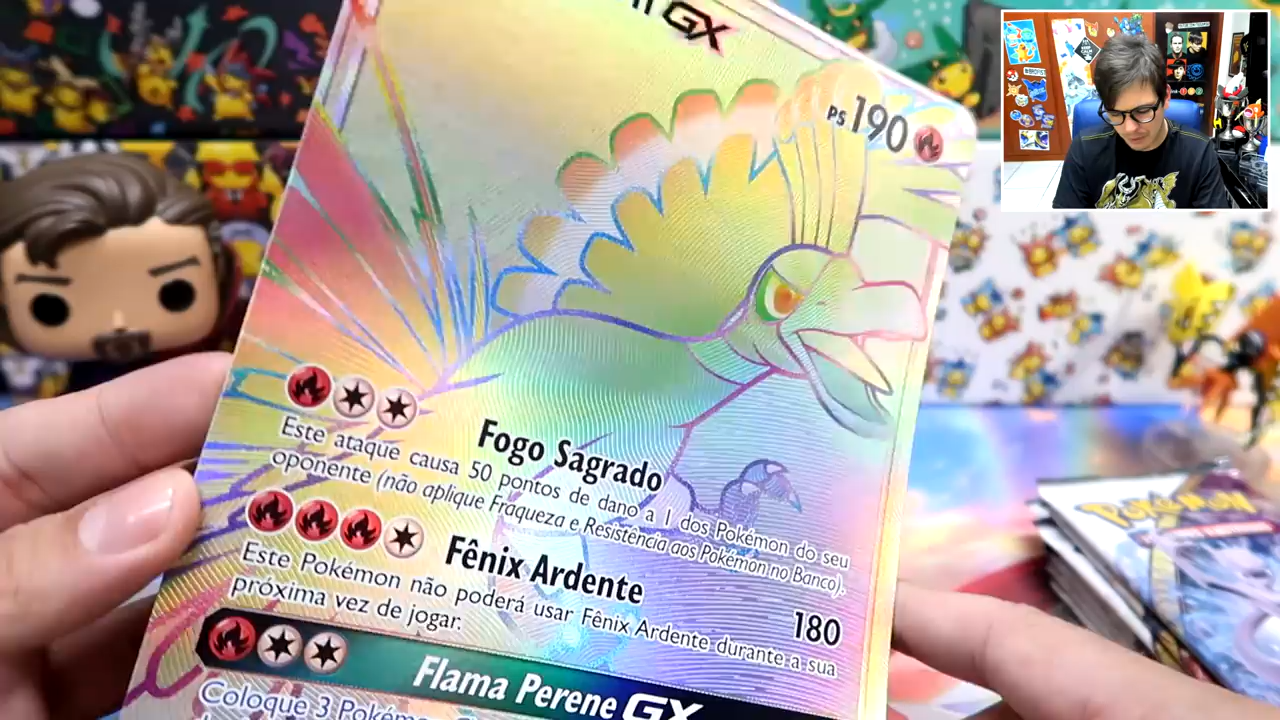 GX
PS 190
Fogo Sagrado
Este ataque causa 50 pontos de dano a 1 dos Pokémon do seu
oponente (não aplique Fraqueza e Resistência aos Pokémon no Banco).
Fênix Ardente
180
Este Pokémon não poderá usar Fênix Ardente durante a sua
próxima vez de jogar.
Flama Perene GX
Coloque 3 Pokémon
Pokémon